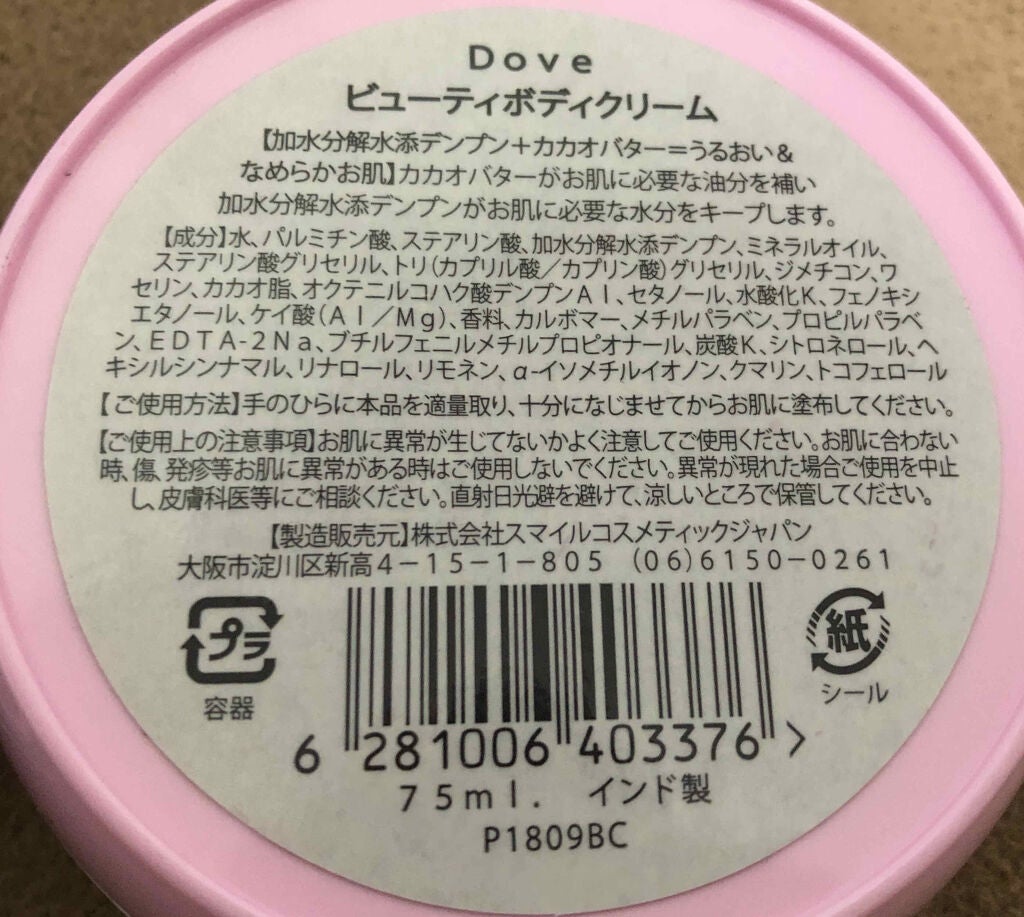 Dove
ビューティボディクリーム
【加水分解水添デンプン＋カカオバター＝うるおい＆
なめらかお肌】カカオバターがお肌に必要な油分を補い
加水分解水添デンプンがお肌に必要な水分をキープします。
【成分】水、パルミチン酸、ステアリン酸、加水分解水添デンプン、ミネラルオイル、
ステアリン酸グリセリル、トリ（カプリル酸／カプリン酸）グリセリル、ジメチコン、ワ
セリン、カカオ脂、オクテニルコハク酸デンプンＡｌ、セタノール、水酸化Ｋ、フェノキシ
エタノール、ケイ酸（Ａｌ／Ｍｇ）、香料、カルボマー、メチルパラベン、プロピルパラベ
ン、ＥＤＴＡ-２Ｎａ、ブチルフェニルメチルプロピオナール、炭酸Ｋ、シトロネロール、ヘ
キシルシンナマル、リナロール、リモネン、α-イソメチルイオノン、クマリン、トコフェロール
【ご使用方法】手のひらに本品を適量取り、十分になじませてからお肌に塗布してください。
【ご使用上の注意事項】お肌に異常が生じてないかよく注意してご使用ください。お肌に合わない
時、傷、発疹等お肌に異常がある時はご使用しないでください。異常が現れた場合ご使用を中止
し、皮膚科医等にご相談ください。直射日光避を避けて、涼しいところで保管してください。
【製造販売元】株式会社スマイルコスメティックジャパン
大阪市淀川区新高４－１５－１－８０５ （０６）６１５０－０２６１
プラ
容器
紙
シール
6 281006 403376 >
７５ｍｌ． インド製
P1809BC